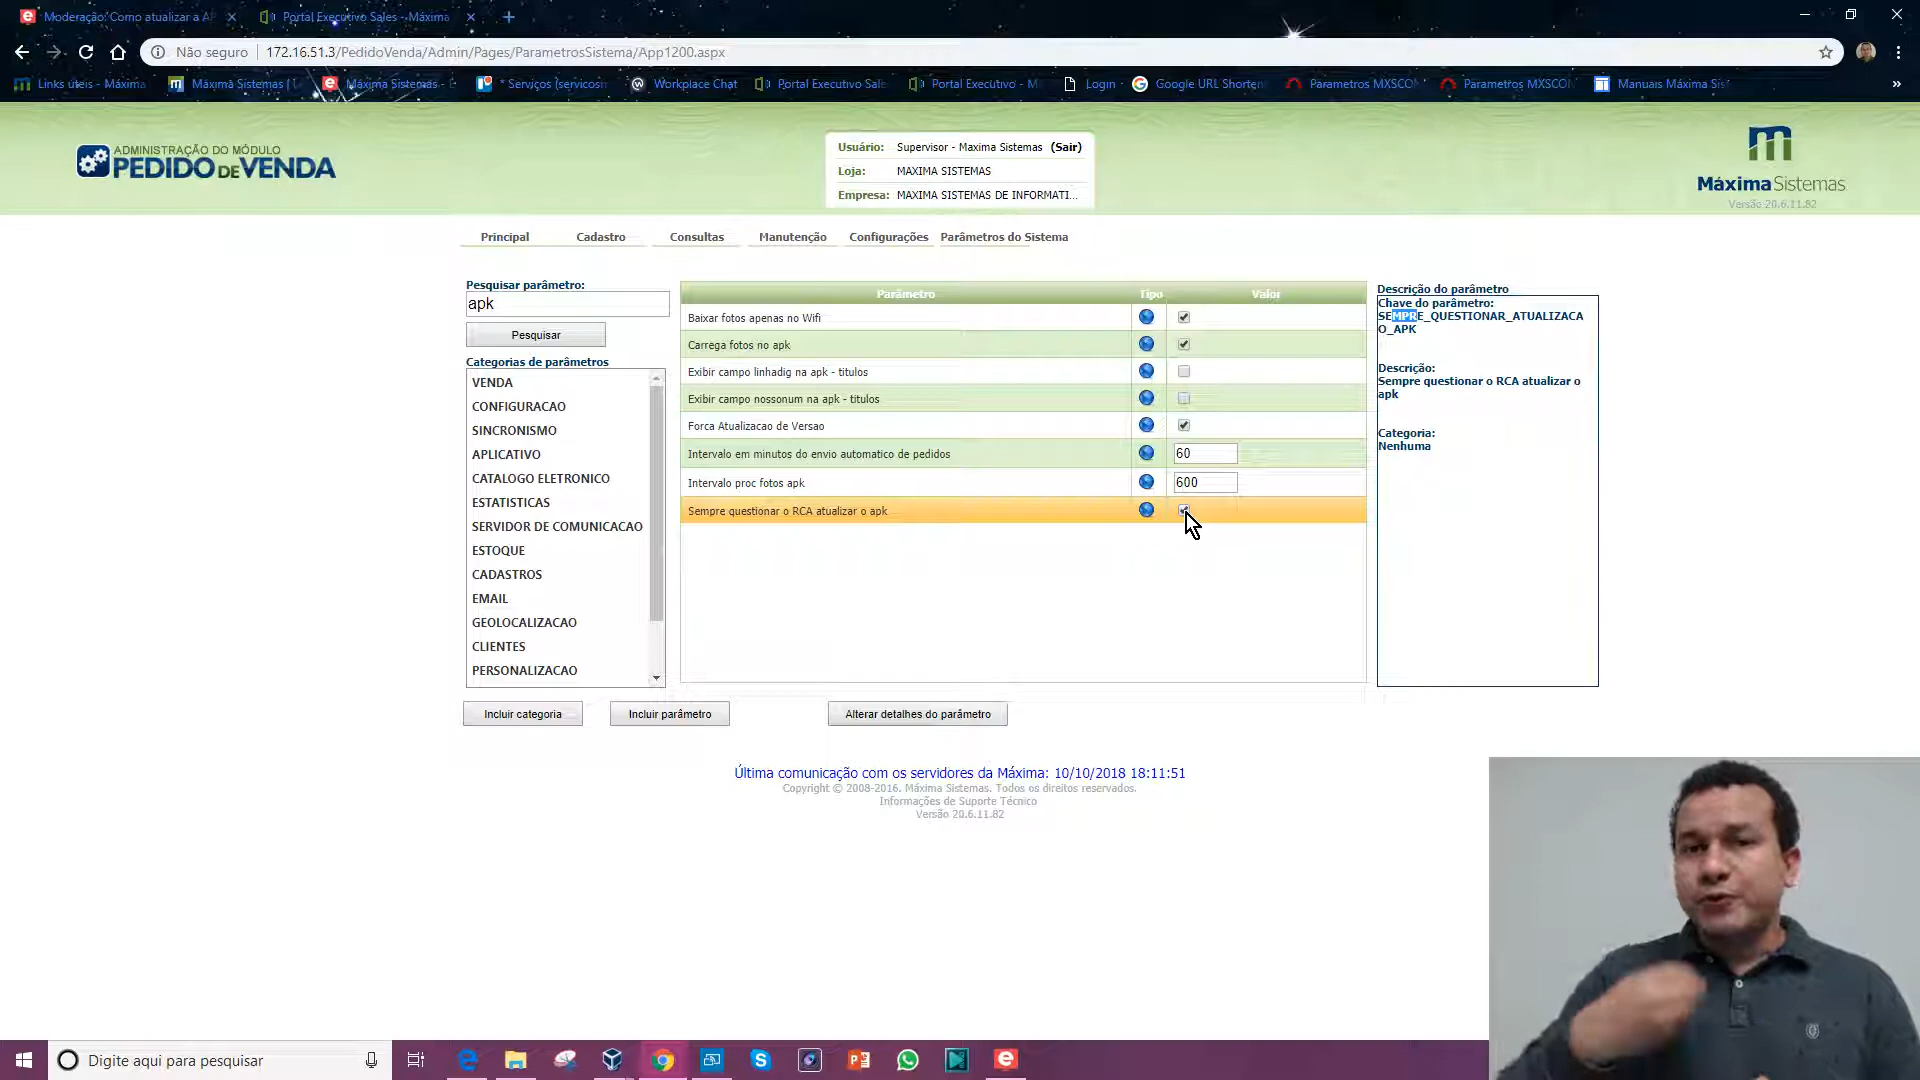 Moderação: Como atualizar a A
Portal Executivo Sales - Máxima
Não seguro
172.16.51.3/PedidoVenda/Admin/Pages/ParametrosSistema/App1200.aspx
Links úteis - Máxima
Máxima Sistemas |
Máxima Sistemas - E
* Serviços (servicosm
Workplace Chat
Portal Executivo Sale
Portal Executivo - M
Login
Google URL Shorten
Parametros MXSCON
Parametros MXSCON
Manuais Máxima Sist
»
ADMINISTRAÇÃO DO MÓDULO
PEDIDO DE VENDA
Usuário: Supervisor - Maxima Sistemas (Sair)
Loja: MAXIMA SISTEMAS
Empresa: MAXIMA SISTEMAS DE INFORMATI...
MáximaSistemas
Versão 20.6.11.82
Principal
Cadastro
Consultas
Manutenção
Configurações
Parâmetros do Sistema
Pesquisar parâmetro:
apk
Pesquisar
Categorias de parâmetros
VENDA
CONFIGURACAO
SINCRONISMO
APLICATIVO
CATALOGO ELETRONICO
ESTATISTICAS
SERVIDOR DE COMUNICACAO
ESTOQUE
CADASTROS
EMAIL
GEOLOCALIZACAO
CLIENTES
PERSONALIZACAO
Parâmetro Tipo Valor
Baixar fotos apenas no Wifi
Carrega fotos no apk
Exibir campo linhadig na apk - titulos
Exibir campo nossonum na apk - titulos
Forca Atualizacao de Versao
Intervalo em minutos do envio automatico de pedidos 60
Intervalo proc fotos apk 600
Sempre questionar o RCA atualizar o apk
Descrição do parâmetro
Chave do parâmetro:
SEMPRE_QUESTIONAR_ATUALIZACA
O_APK
Descrição:
Sempre questionar o RCA atualizar o
apk
Categoria:
Nenhuma
Incluir categoria
Incluir parâmetro
Alterar detalhes do parâmetro
Última comunicação com os servidores da Máxima: 10/10/2018 18:11:51
Copyright © 2008-2016. Máxima Sistemas. Todos os direitos reservados.
Informações de Suporte Técnico
Versão 20.6.11.82
Digite aqui para pesquisar